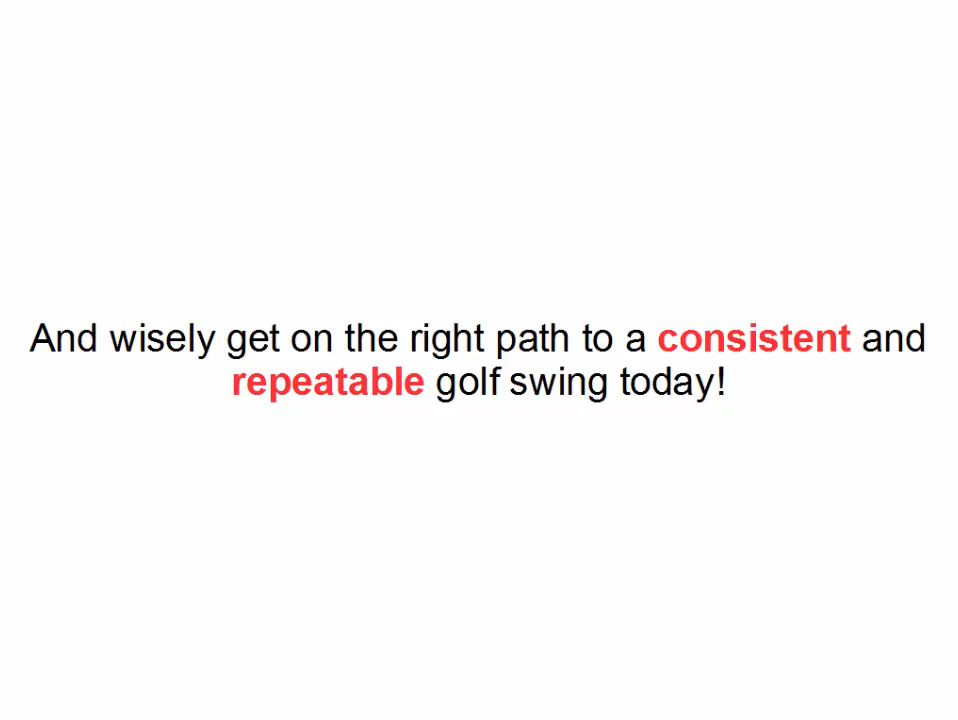 And wisely get on the right path to a consistent and
repeatable golf swing today!